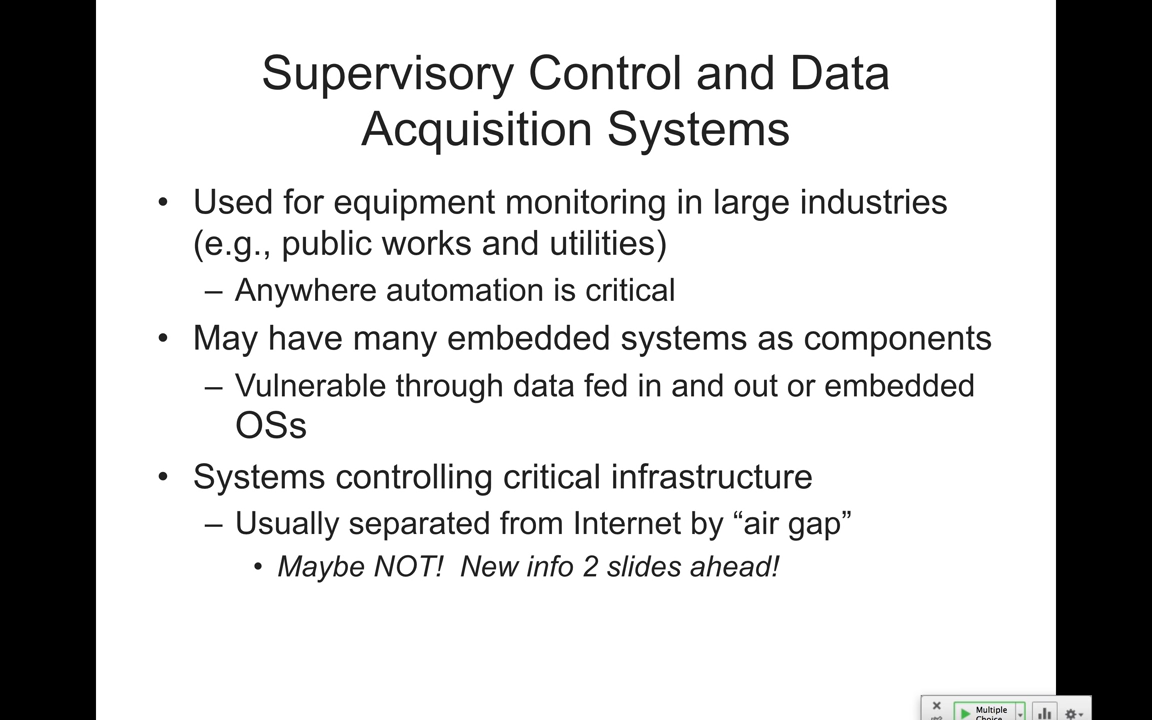 Supervisory Control and Data
Acquisition Systems
• Used for equipment monitoring in large industries
(e.g., public works and utilities)
– Anywhere automation is critical
• May have many embedded systems as components
– Vulnerable through data fed in and out or embedded
OSs
• Systems controlling critical infrastructure
– Usually separated from Internet by “air gap”
• Maybe NOT! New info 2 slides ahead!
Multiple
Choice